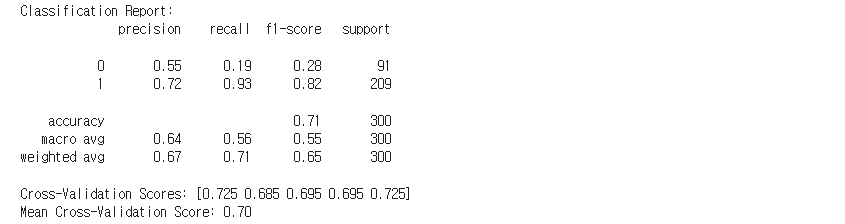 Classification Report:
precision recall f1-score support
0 0.55 0.19 0.28 91
1 0.72 0.93 0.82 209
accuracy 0.71 300
macro avg 0.64 0.56 0.55 300
weighted avg 0.67 0.71 0.65 300
Cross-Validation Scores: [0.725 0.685 0.695 0.695 0.725]
Mean Cross-Validation Score: 0.70